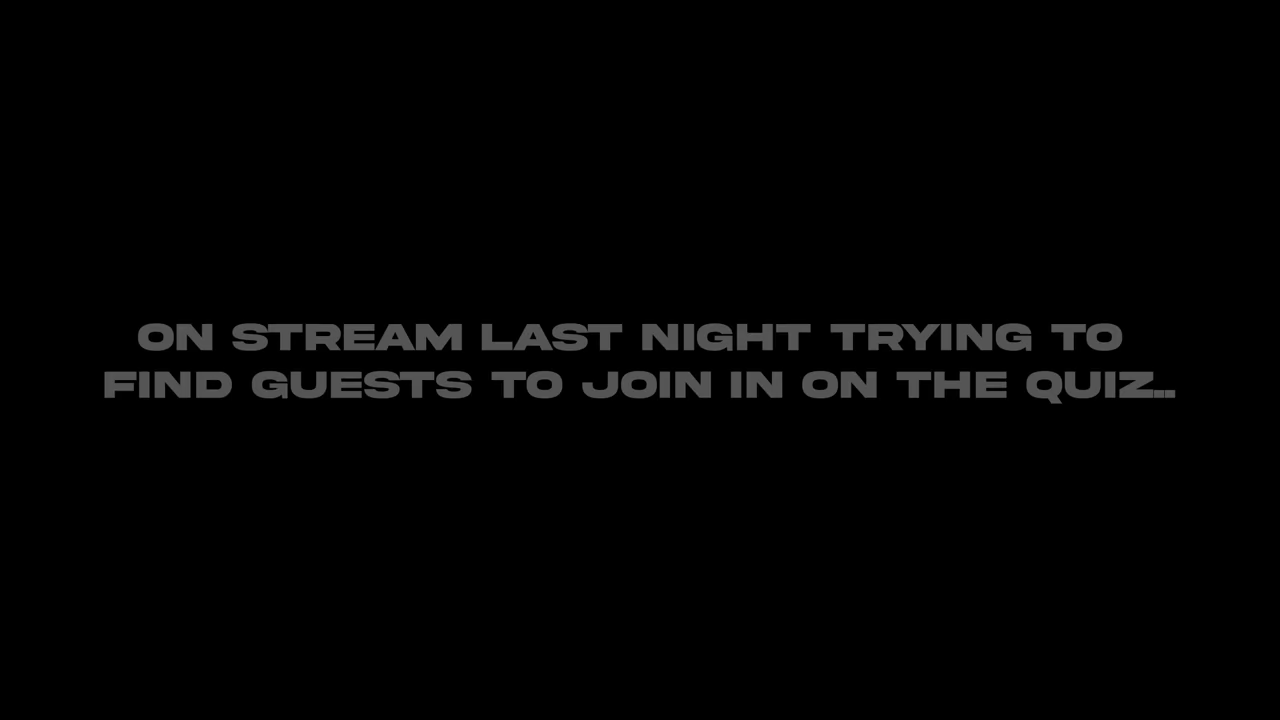 ON STREAM LAST NIGHT TRYING TO
FIND GUESTS TO JOIN IN ON THE QUIZ..